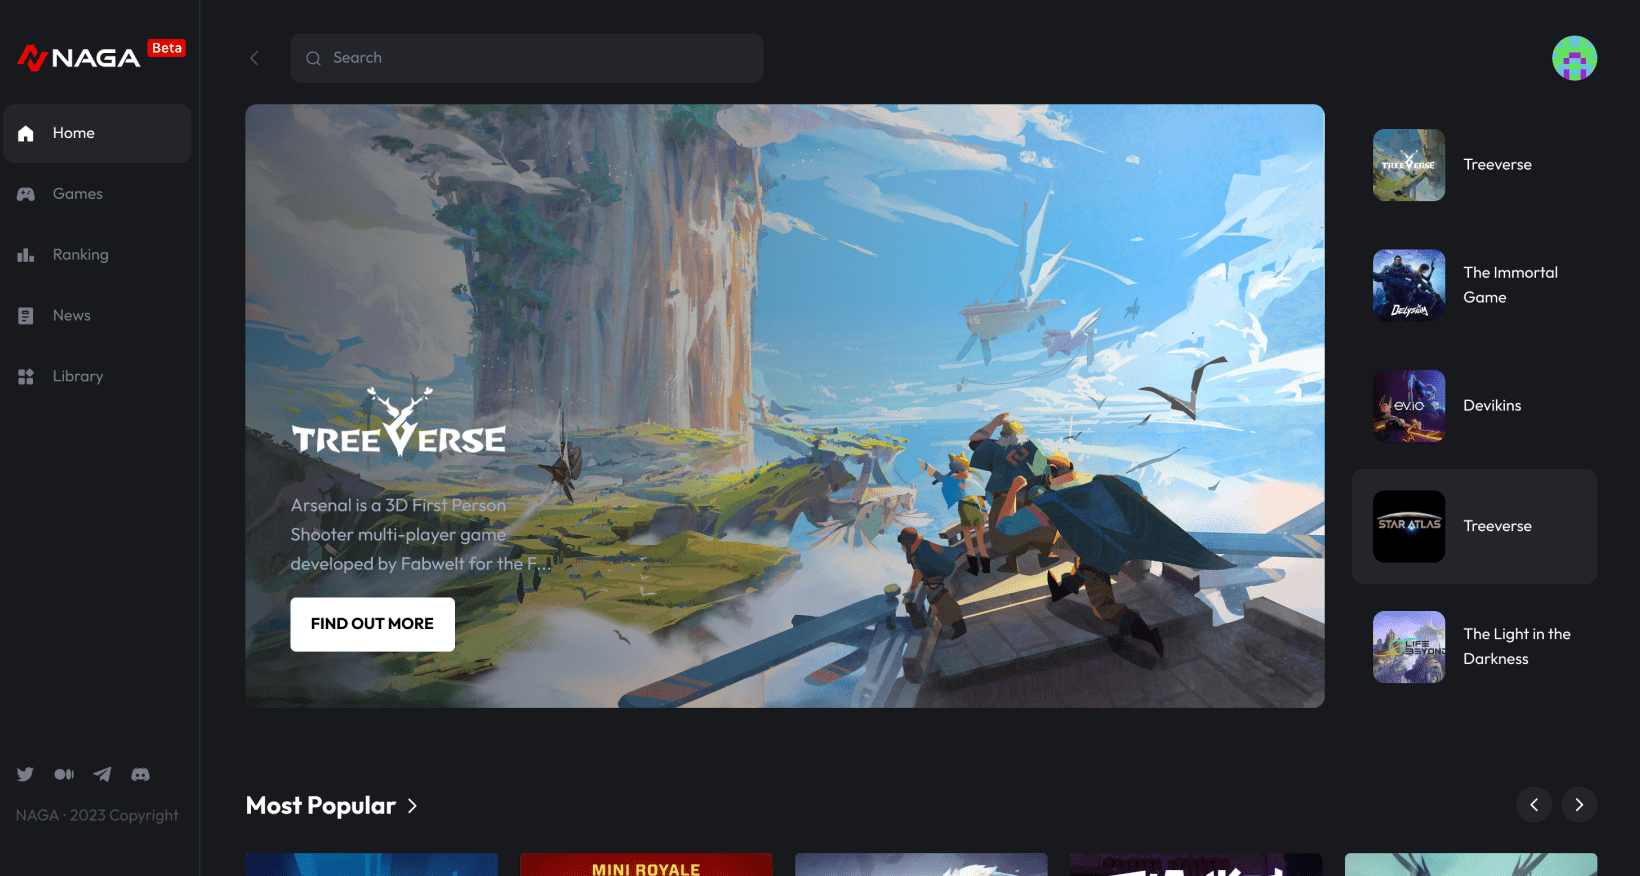 NAGA Beta
Search
Home
Games
Ranking
News
Library
TREEVERSE
Arsenal is a 3D First Person
Shooter multi-player game
developed by Fabwelt for the F...
FIND OUT MORE
TREEVERSE
Treeverse
DELYSIUM
The Immortal
Game
EV.IO
Devikins
STAR ATLAS
Treeverse
LIFE
BEYOND
The Light in the
Darkness
NAGA · 2023 Copyright
Most Popular
MINI ROYALE